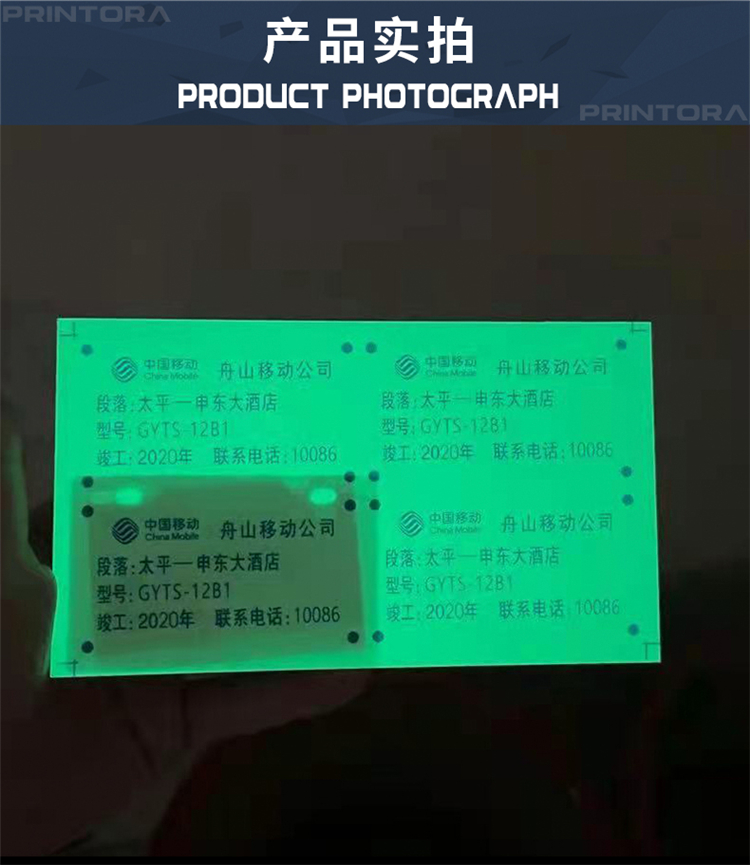 PRINTORA
产品实拍
PRODUCT PHOTOGRAPH
PRINTORA
中国移动
China Mobile
舟山移动公司
段落:太平一申东大酒店
型号:GYTS-12B1
竣工:2020年 联系电话:10086
中国移动
China Mobile
舟山移动公司
段落:太平一申东大酒店
型号:GYTS-12B1
竣工:2020年 联系电话:10086
中国移动
China Mobile
舟山移动公司
段落:太平一申东大酒店
型号:GYTS-12B1
竣工:2020年 联系电话:10086
中国移动
China Mobile
舟山移动公司
段落:太平一申东大酒店
型号:GYTS-12B1
竣工:2020年 联系电话:10086